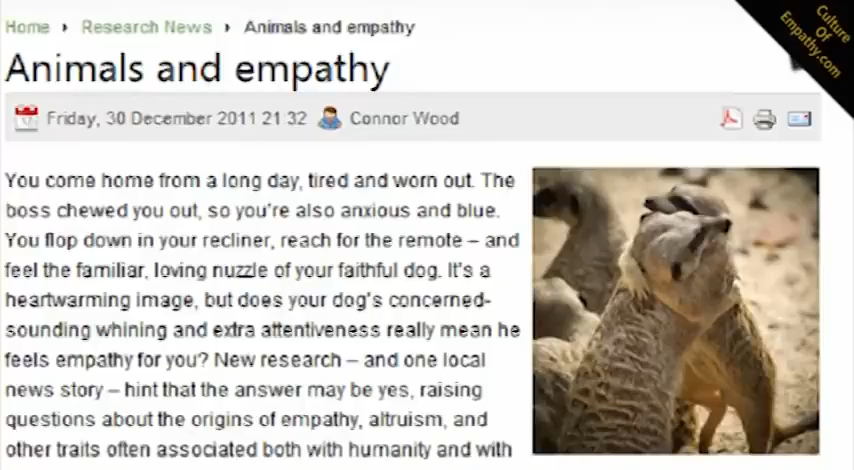 Home › Research News › Animals and empathy
Culture
Of
Empathy.com
Animals and empathy
Friday, 30 December 2011 21:32 Connor Wood
You come home from a long day, tired and worn out. The
boss chewed you out, so you're also anxious and blue.
You flop down in your recliner, reach for the remote – and
feel the familiar, loving nuzzle of your faithful dog. It's a
heartwarming image, but does your dog's concerned-
sounding whining and extra attentiveness really mean he
feels empathy for you? New research – and one local
news story – hint that the answer may be yes, raising
questions about the origins of empathy, altruism, and
other traits often associated both with humanity and with